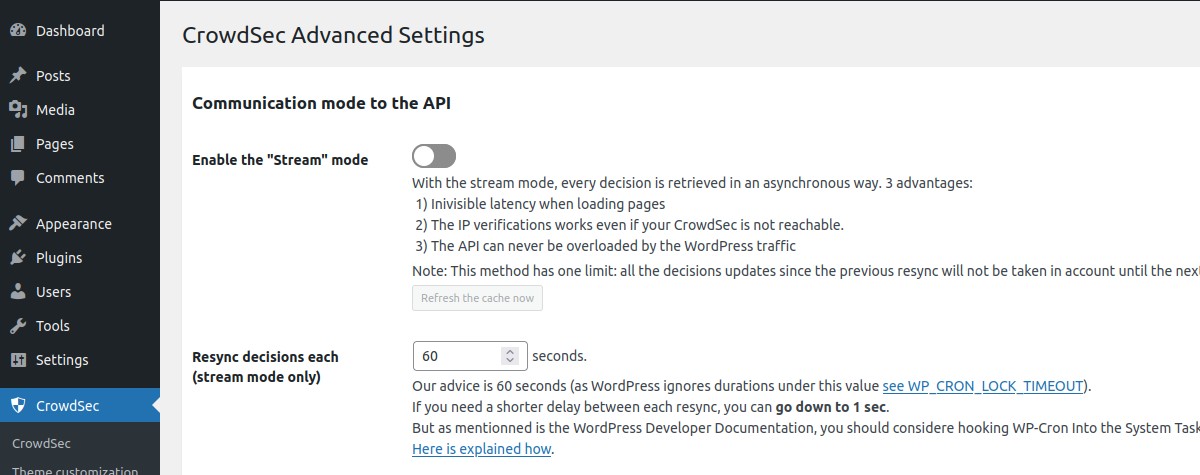 Dashboard
Posts
Media
Pages
Comments
Appearance
Plugins
Users
Tools
Settings
CrowdSec
CrowdSec
Theme customization
CrowdSec Advanced Settings
Communication mode to the API
Enable the "Stream" mode
With the stream mode, every decision is retrieved in an asynchronous way. 3 advantages:
1) Inivisible latency when loading pages
2) The IP verifications works even if your CrowdSec is not reachable.
3) The API can never be overloaded by the WordPress traffic
Note: This method has one limit: all the decisions updates since the previous resync will not be taken in account until the next
Refresh the cache now
Resync decisions each
(stream mode only)
60 seconds.
Our advice is 60 seconds (as WordPress ignores durations under this value see WP_CRON_LOCK_TIMEOUT).
If you need a shorter delay between each resync, you can go down to 1 sec.
But as mentionned is the WordPress Developer Documentation, you should considere hooking WP-Cron Into the System Task
Here is explained how.